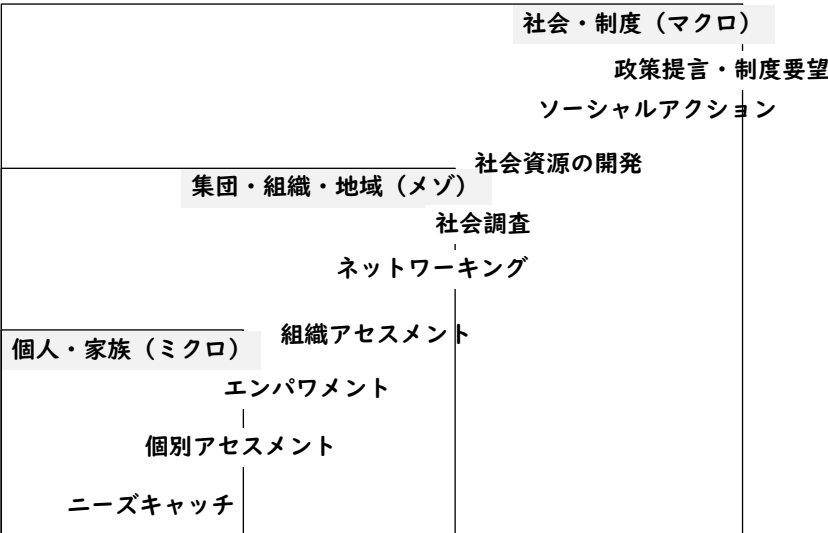 社会・制度（マクロ）
政策提言・制度要望
ソーシャルアクション
社会資源の開発
集団・組織・地域（メゾ）
社会調査
ネットワーキング
組織アセスメント
個人・家族（ミクロ）
エンパワメント
個別アセスメント
ニーズキャッチ